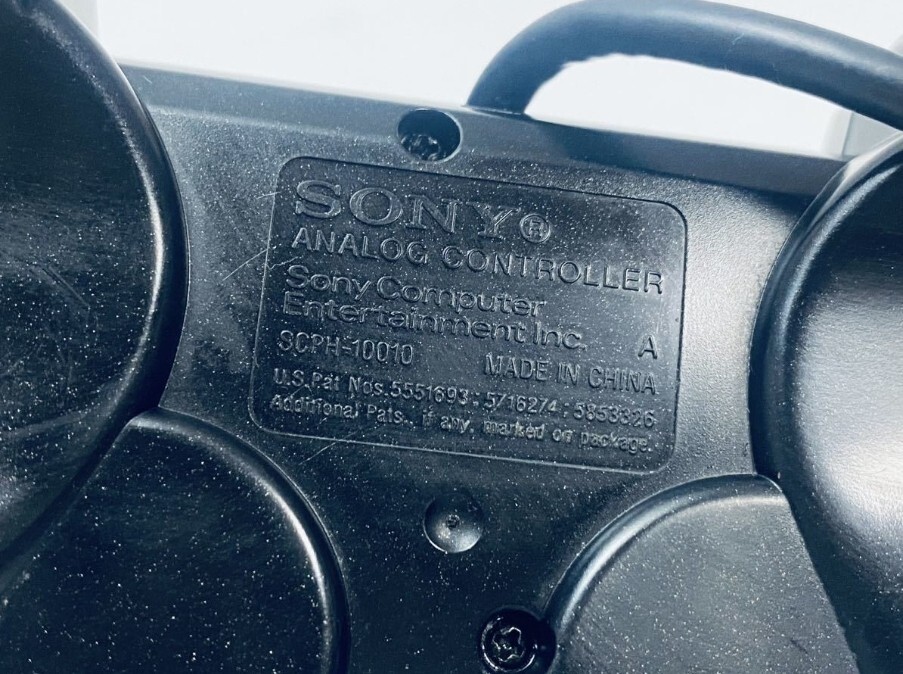 SONY®
ANALOG CONTROLLER
Sony Computer
Entertainment Inc. A
SCPH-10010 MADE IN CHINA
U.S.Pat Nos.5551693;5716274;5853326
Additional Pats. if any, marked on package.